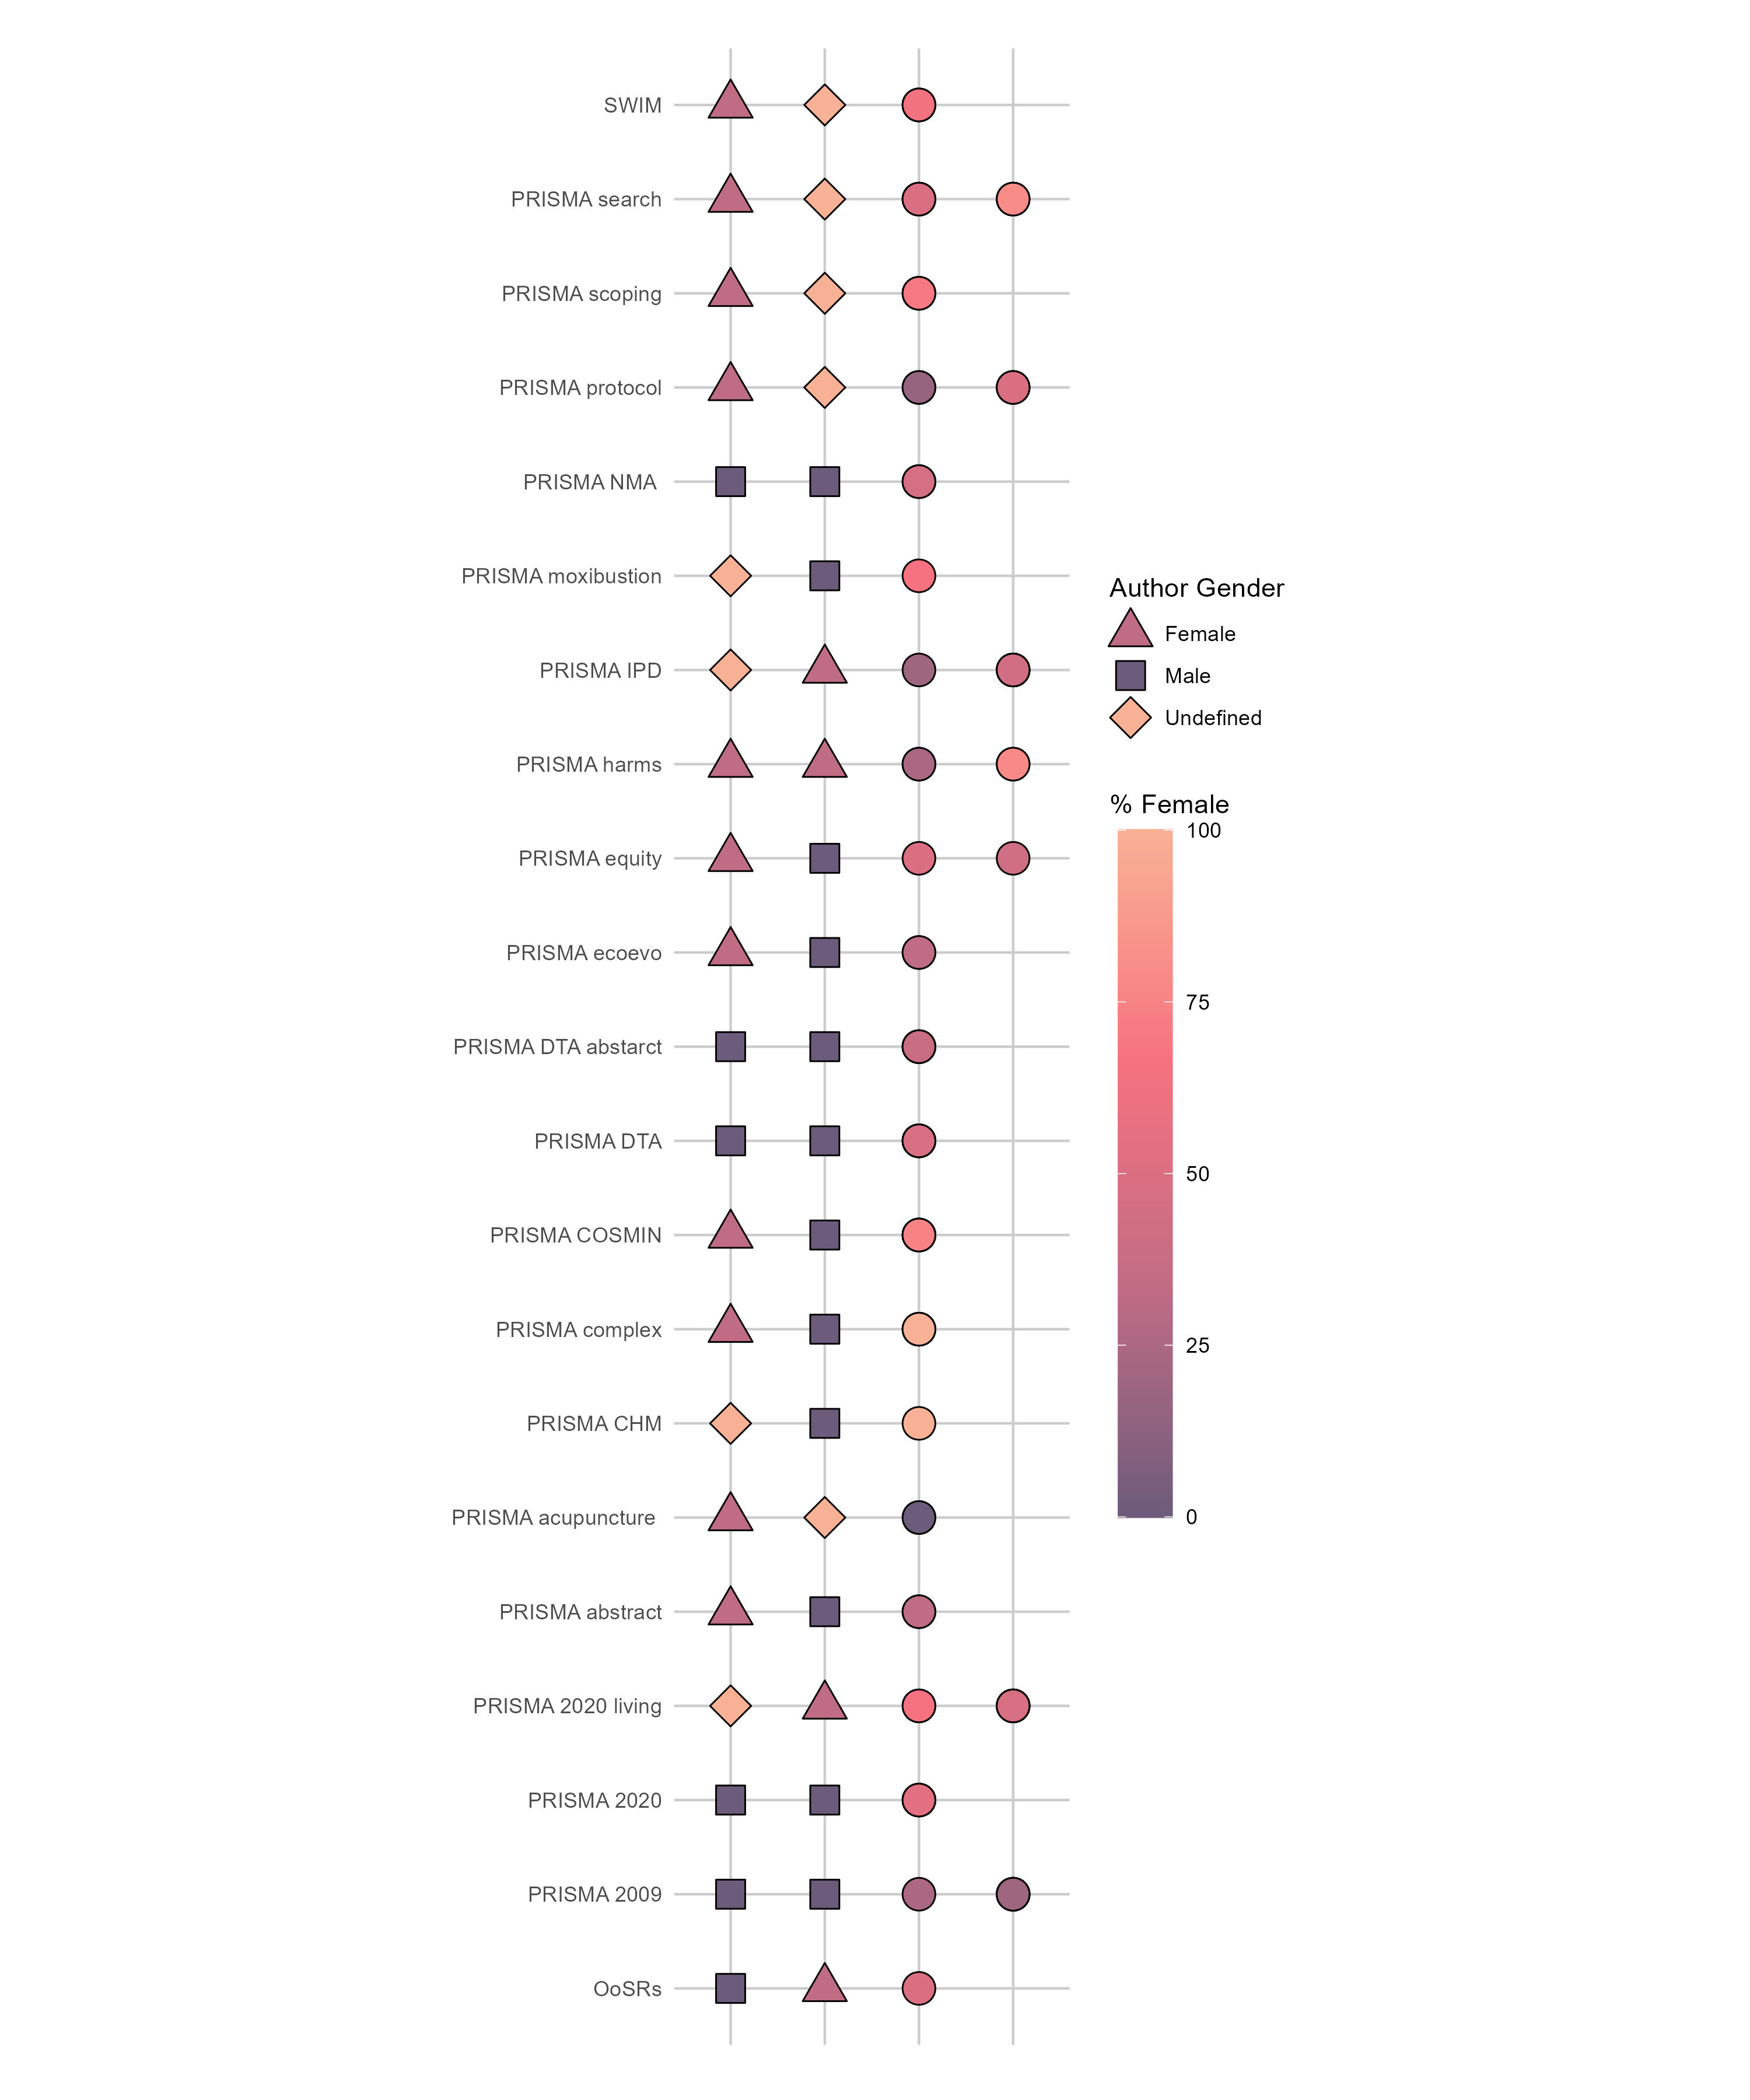 SWIM
PRISMA search
PRISMA scoping
PRISMA protocol
PRISMA NMA
PRISMA moxibustion
PRISMA IPD
PRISMA harms
PRISMA equity
PRISMA ecoevo
PRISMA DTA abstarct
PRISMA DTA
PRISMA COSMIN
PRISMA complex
PRISMA CHM
PRISMA acupuncture
PRISMA abstract
PRISMA 2020 living
PRISMA 2020
PRISMA 2009
OoSRs
Author Gender
Female
Male
Undefined
% Female
100
75
50
25
0